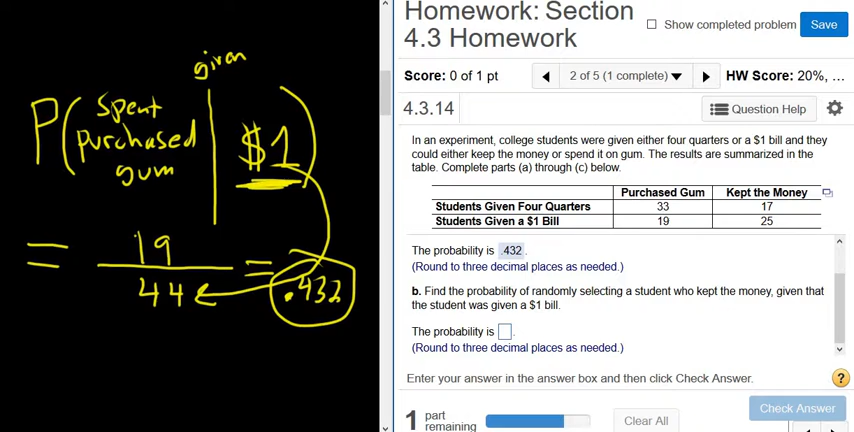 given
P( Spent | $1 )
purchased
gum
= 19 / 44 = .432
Homework: Section 4.3 Homework
Show completed problem
Save
Score: 0 of 1 pt
2 of 5 (1 complete)
HW Score: 20%, ...
4.3.14
Question Help
In an experiment, college students were given either four quarters or a $1 bill and they
could either keep the money or spend it on gum. The results are summarized in the
table. Complete parts (a) through (c) below.
Purchased Gum Kept the Money
Students Given Four Quarters 33 17
Students Given a $1 Bill 19 25
The probability is .432.
(Round to three decimal places as needed.)
b. Find the probability of randomly selecting a student who kept the money, given that
the student was given a $1 bill.
The probability is .
(Round to three decimal places as needed.)
Enter your answer in the answer box and then click Check Answer.
?
Check Answer
1 part
remaining
Clear All